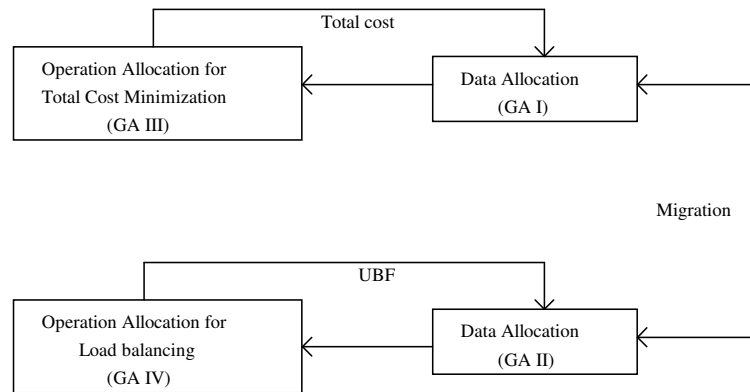 Total cost
Operation Allocation for
Total Cost Minimization
(GA III)
Data Allocation
(GA I)
Migration
UBF
Operation Allocation for
Load balancing
(GA IV)
Data Allocation
(GA II)